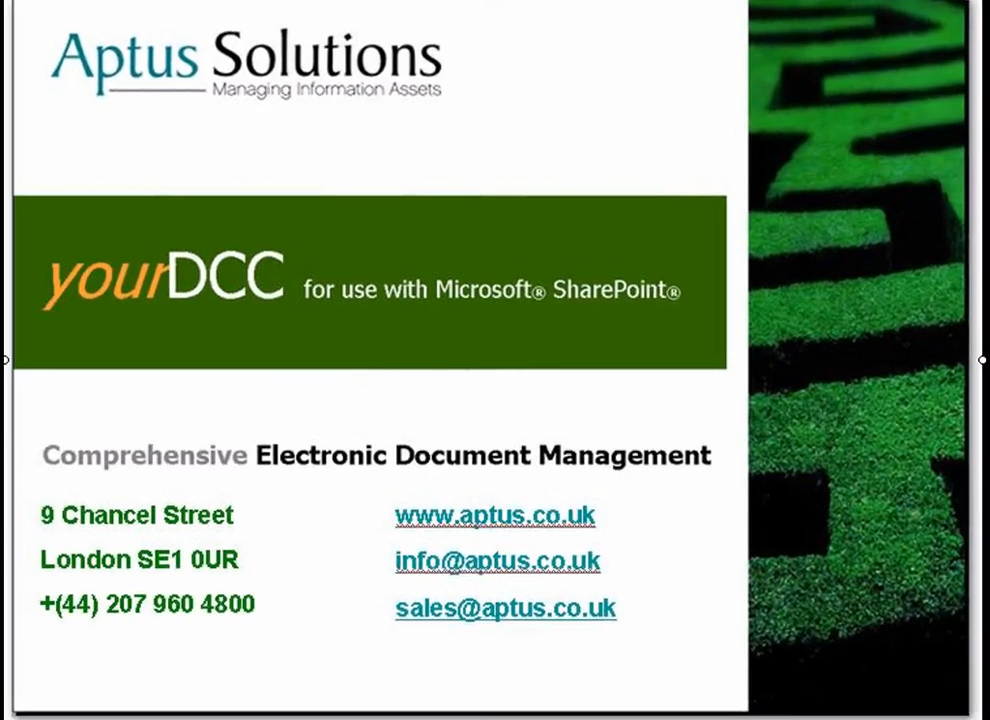 Aptus Solutions
Managing Information Assets
yourDCC for use with Microsoft® SharePoint®
Comprehensive Electronic Document Management
9 Chancel Street
London SE1 0UR
+(44) 207 960 4800
www.aptus.co.uk
info@aptus.co.uk
sales@aptus.co.uk